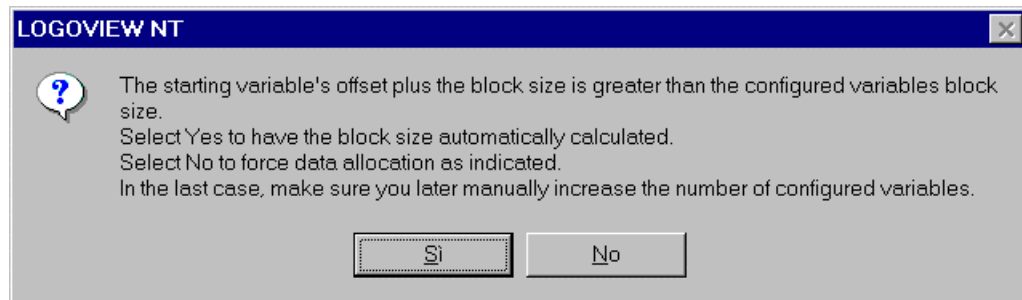 LOGOVIEW NT
The starting variable's offset plus the block size is greater than the configured variables block
size.
Select Yes to have the block size automatically calculated.
Select No to force data allocation as indicated.
In the last case, make sure you later manually increase the number of configured variables.
Sì
No